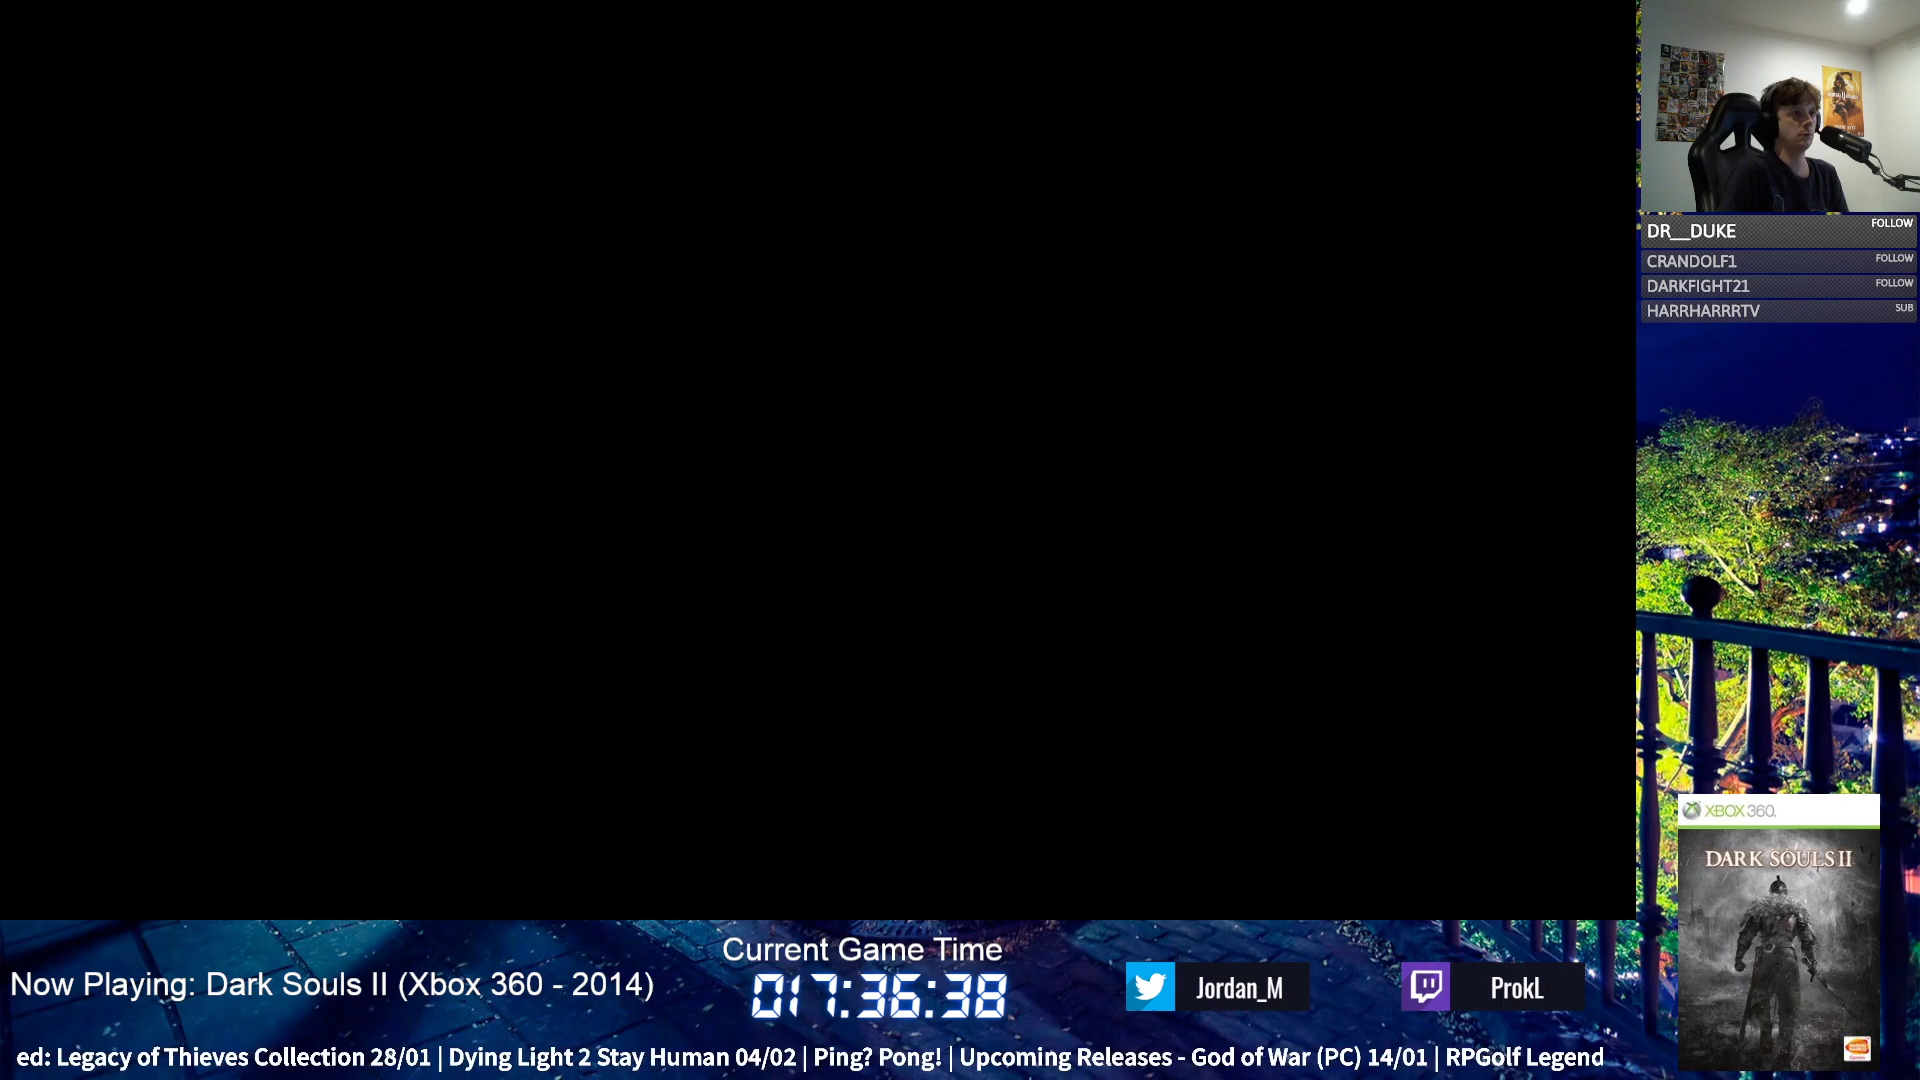 DR__DUKE FOLLOW
CRANDOLF1 FOLLOW
DARKFIGHT21 FOLLOW
HARRHARRRTV SUB
XBOX 360.
DARK SOULS II
Current Game Time
017:36:38
Now Playing: Dark Souls II (Xbox 360 - 2014)
Jordan_M
ProkL
ed: Legacy of Thieves Collection 28/01 | Dying Light 2 Stay Human 04/02 | Ping? Pong! | Upcoming Releases - God of War (PC) 14/01 | RPGolf Legend